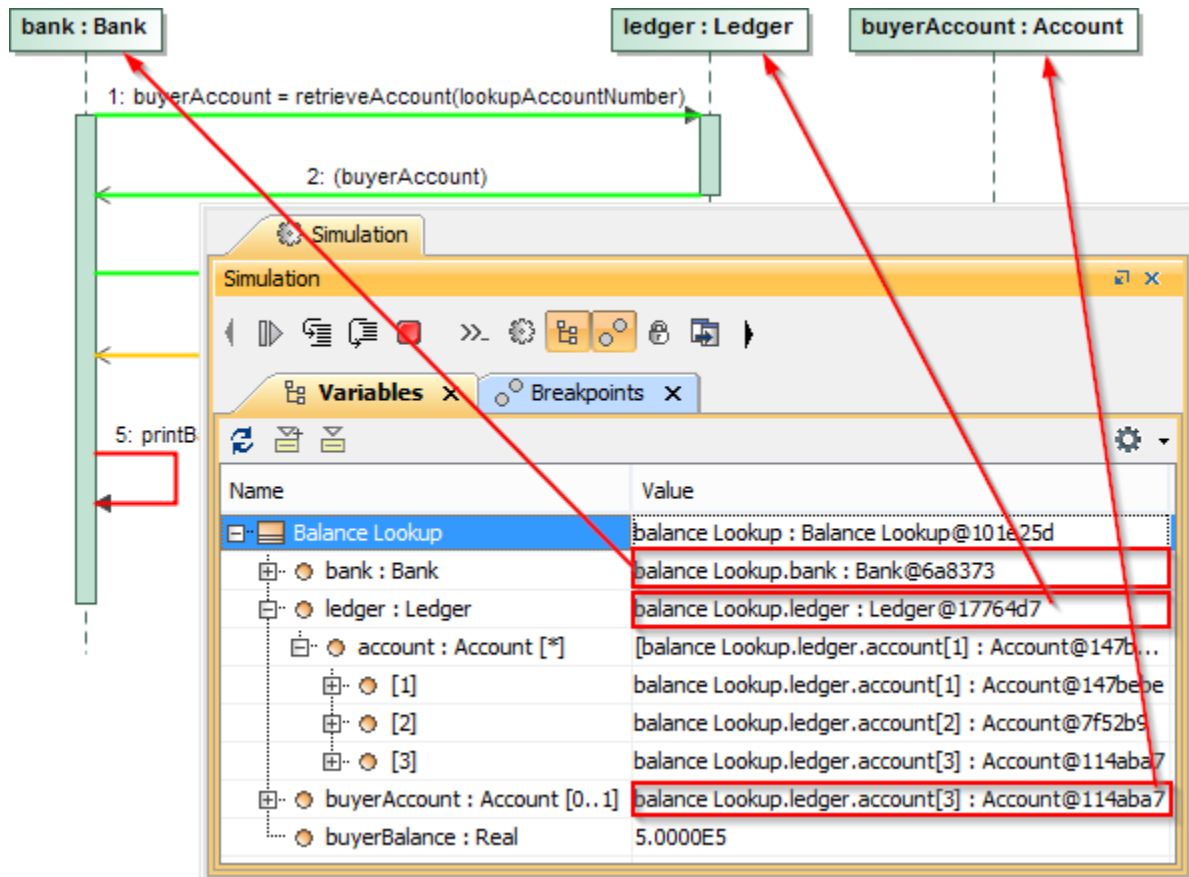 bank : Bank
ledger : Ledger
buyerAccount : Account
1: buyerAccount = retrieveAccount(lookupAccountNumber)
2: (buyerAccount)
Simulation
Simulation
Variables
Breakpoints
5: printB
Name Value
Balance Lookup balance Lookup : Balance Lookup@101e25d
bank : Bank balance Lookup.bank : Bank@6a8373
ledger : Ledger balance Lookup.ledger : Ledger@17764d7
account : Account [*] [balance Lookup.ledger.account[1] : Account@147b...
[1] balance Lookup.ledger.account[1] : Account@147bebe
[2] balance Lookup.ledger.account[2] : Account@7f52b9
[3] balance Lookup.ledger.account[3] : Account@114aba7
buyerAccount : Account [0..1] balance Lookup.ledger.account[3] : Account@114aba7
buyerBalance : Real 5.0000E5